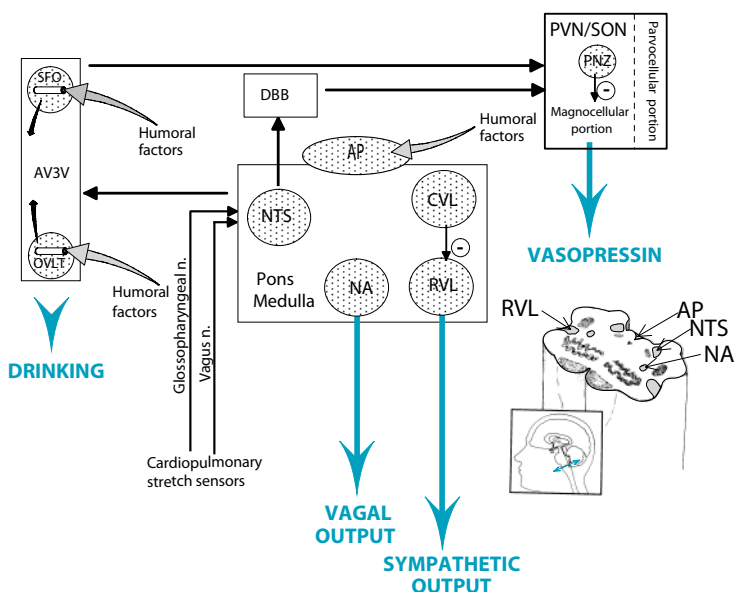 PVN/SON
PNZ
-
Magnocellular
portion
Parvocellular portion
SFO
Humoral
factors
DBB
AP
Humoral
factors
AV3V
NTS
CVL
-
VASOPRESSIN
OVLT
Humoral
factors
Pons
Medulla
NA
RVL
Glossopharyngeal n.
Vagus n.
DRINKING
RVL
AP
NTS
NA
Cardiopulmonary
stretch sensors
VAGAL
OUTPUT
SYMPATHETIC
OUTPUT